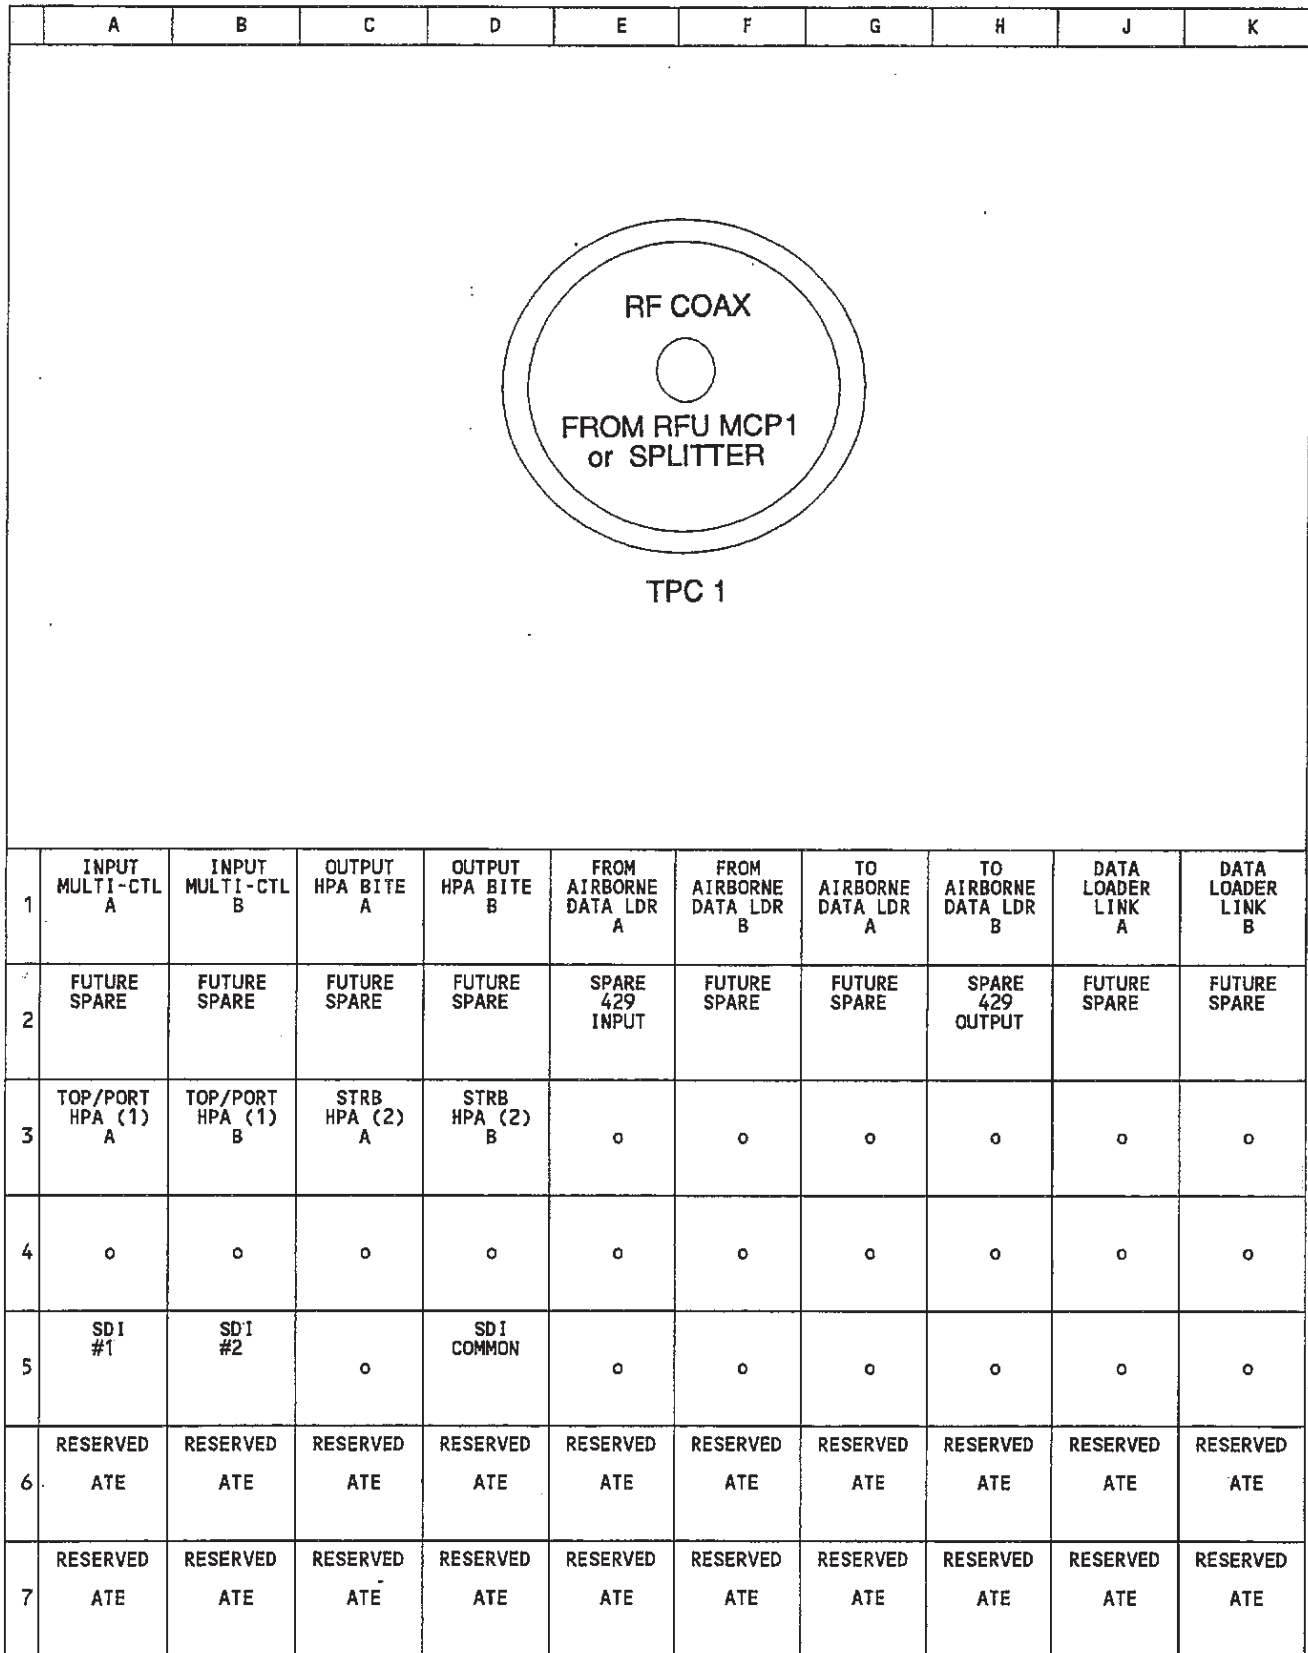 A B C D E F G H J K
RF COAX
FROM RFU MCP1
or SPLITTER
TPC 1
INPUT INPUT OUTPUT OUTPUT FROM FROM TO TO DATA DATA
MULTI-CTL MULTI-CTL HPA BITE HPA BITE AIRBORNE AIRBORNE AIRBORNE AIRBORNE LOADER LOADER
1 A B A B DATA LDR DATA LDR DATA LDR DATA LDR LINK LINK
A B A B A B
FUTURE FUTURE FUTURE FUTURE SPARE FUTURE FUTURE SPARE FUTURE FUTURE
SPARE SPARE SPARE SPARE 429 SPARE SPARE 429 SPARE SPARE
2 INPUT OUTPUT
TOP/PORT TOP/PORT STRB STRB
HPA (1) HPA (1) HPA (2) HPA (2)
3 A B A B o o o o o o
4 o o o o o o o o o o
SDI SDI SDI
#1 #2 COMMON
5 o o o o o o o
RESERVED RESERVED RESERVED RESERVED RESERVED RESERVED RESERVED RESERVED RESERVED RESERVED
6 ATE ATE ATE ATE ATE ATE ATE ATE ATE ATE
RESERVED RESERVED RESERVED RESERVED RESERVED RESERVED RESERVED RESERVED RESERVED RESERVED
7 ATE ATE ATE ATE ATE ATE ATE ATE ATE ATE